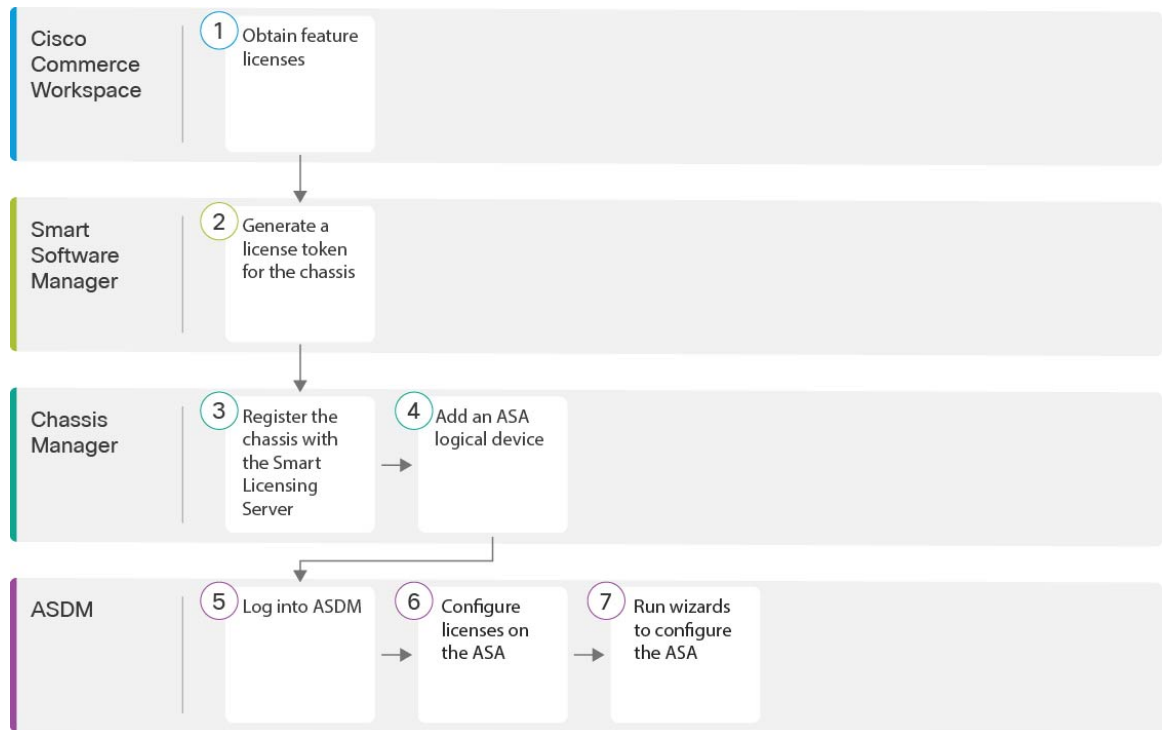 Cisco
Commerce
Workspace
1
Obtain feature
licenses
Smart
Software
Manager
2
Generate a
license token
for the chassis
Chassis
Manager
3
Register the
chassis with
the Smart
Licensing
Server
4
Add an ASA
logical device
ASDM
5
Log into ASDM
6
Configure
licenses on
the ASA
7
Run wizards
to configure
the ASA